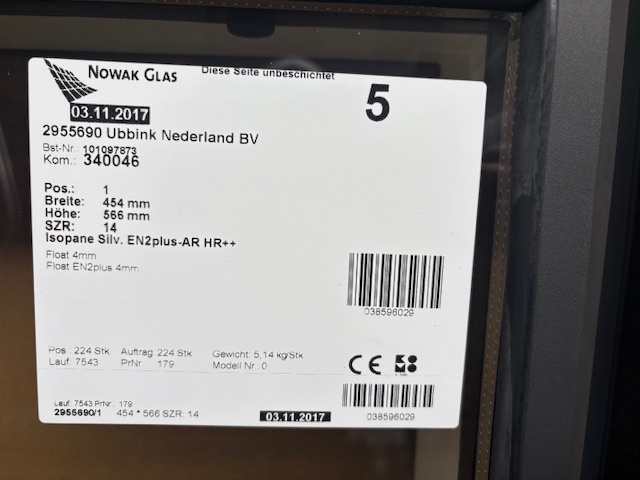 NOWAK GLAS
Diese Seite unbeschichtet
5
03.11.2017
2955690 Ubbink Nederland BV
Bst-Nr.: 101097873
Kom.: 340046
Pos.: 1
Breite: 454 mm
Höhe: 566 mm
SZR: 14
Isopane Silv. EN2plus-AR HR++
Float 4mm
Float EN2plus 4mm
038596029
Pos.: 224 Stk Auftrag: 224 Stk Gewicht: 5,14 kg/Stk
Lauf: 7543 PrNr.: 179 Modell Nr.: 0
CE
Lauf: 7543 PrNr.: 179
2955690/1 454 * 566 SZR: 14 03.11.2017
038596029